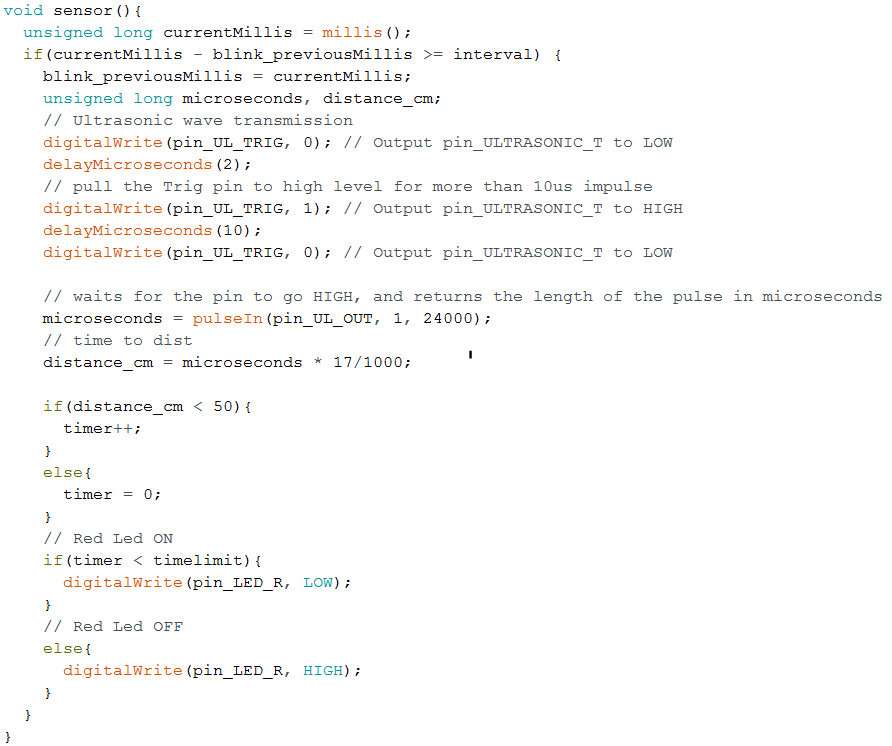 void sensor(){
  unsigned long currentMillis = millis();
  if(currentMillis - blink_previousMillis >= interval) {
    blink_previousMillis = currentMillis;
    unsigned long microseconds, distance_cm;
    // Ultrasonic wave transmission
    digitalWrite(pin_UL_TRIG, 0); // Output pin_ULTRASONIC_T to LOW
    delayMicroseconds(2);
    // pull the Trig pin to high level for more than 10us impulse
    digitalWrite(pin_UL_TRIG, 1); // Output pin_ULTRASONIC_T to HIGH
    delayMicroseconds(10);
    digitalWrite(pin_UL_TRIG, 0); // Output pin_ULTRASONIC_T to LOW

    // waits for the pin to go HIGH, and returns the length of the pulse in microseconds
    microseconds = pulseIn(pin_UL_OUT, 1, 24000);
    // time to dist
    distance_cm = microseconds * 17/1000;

    if(distance_cm < 50){
      timer++;
    }
    else{
      timer = 0;
    }
    // Red Led ON
    if(timer < timelimit){
      digitalWrite(pin_LED_R, LOW);
    }
    // Red Led OFF
    else{
      digitalWrite(pin_LED_R, HIGH);
    }
  }
}